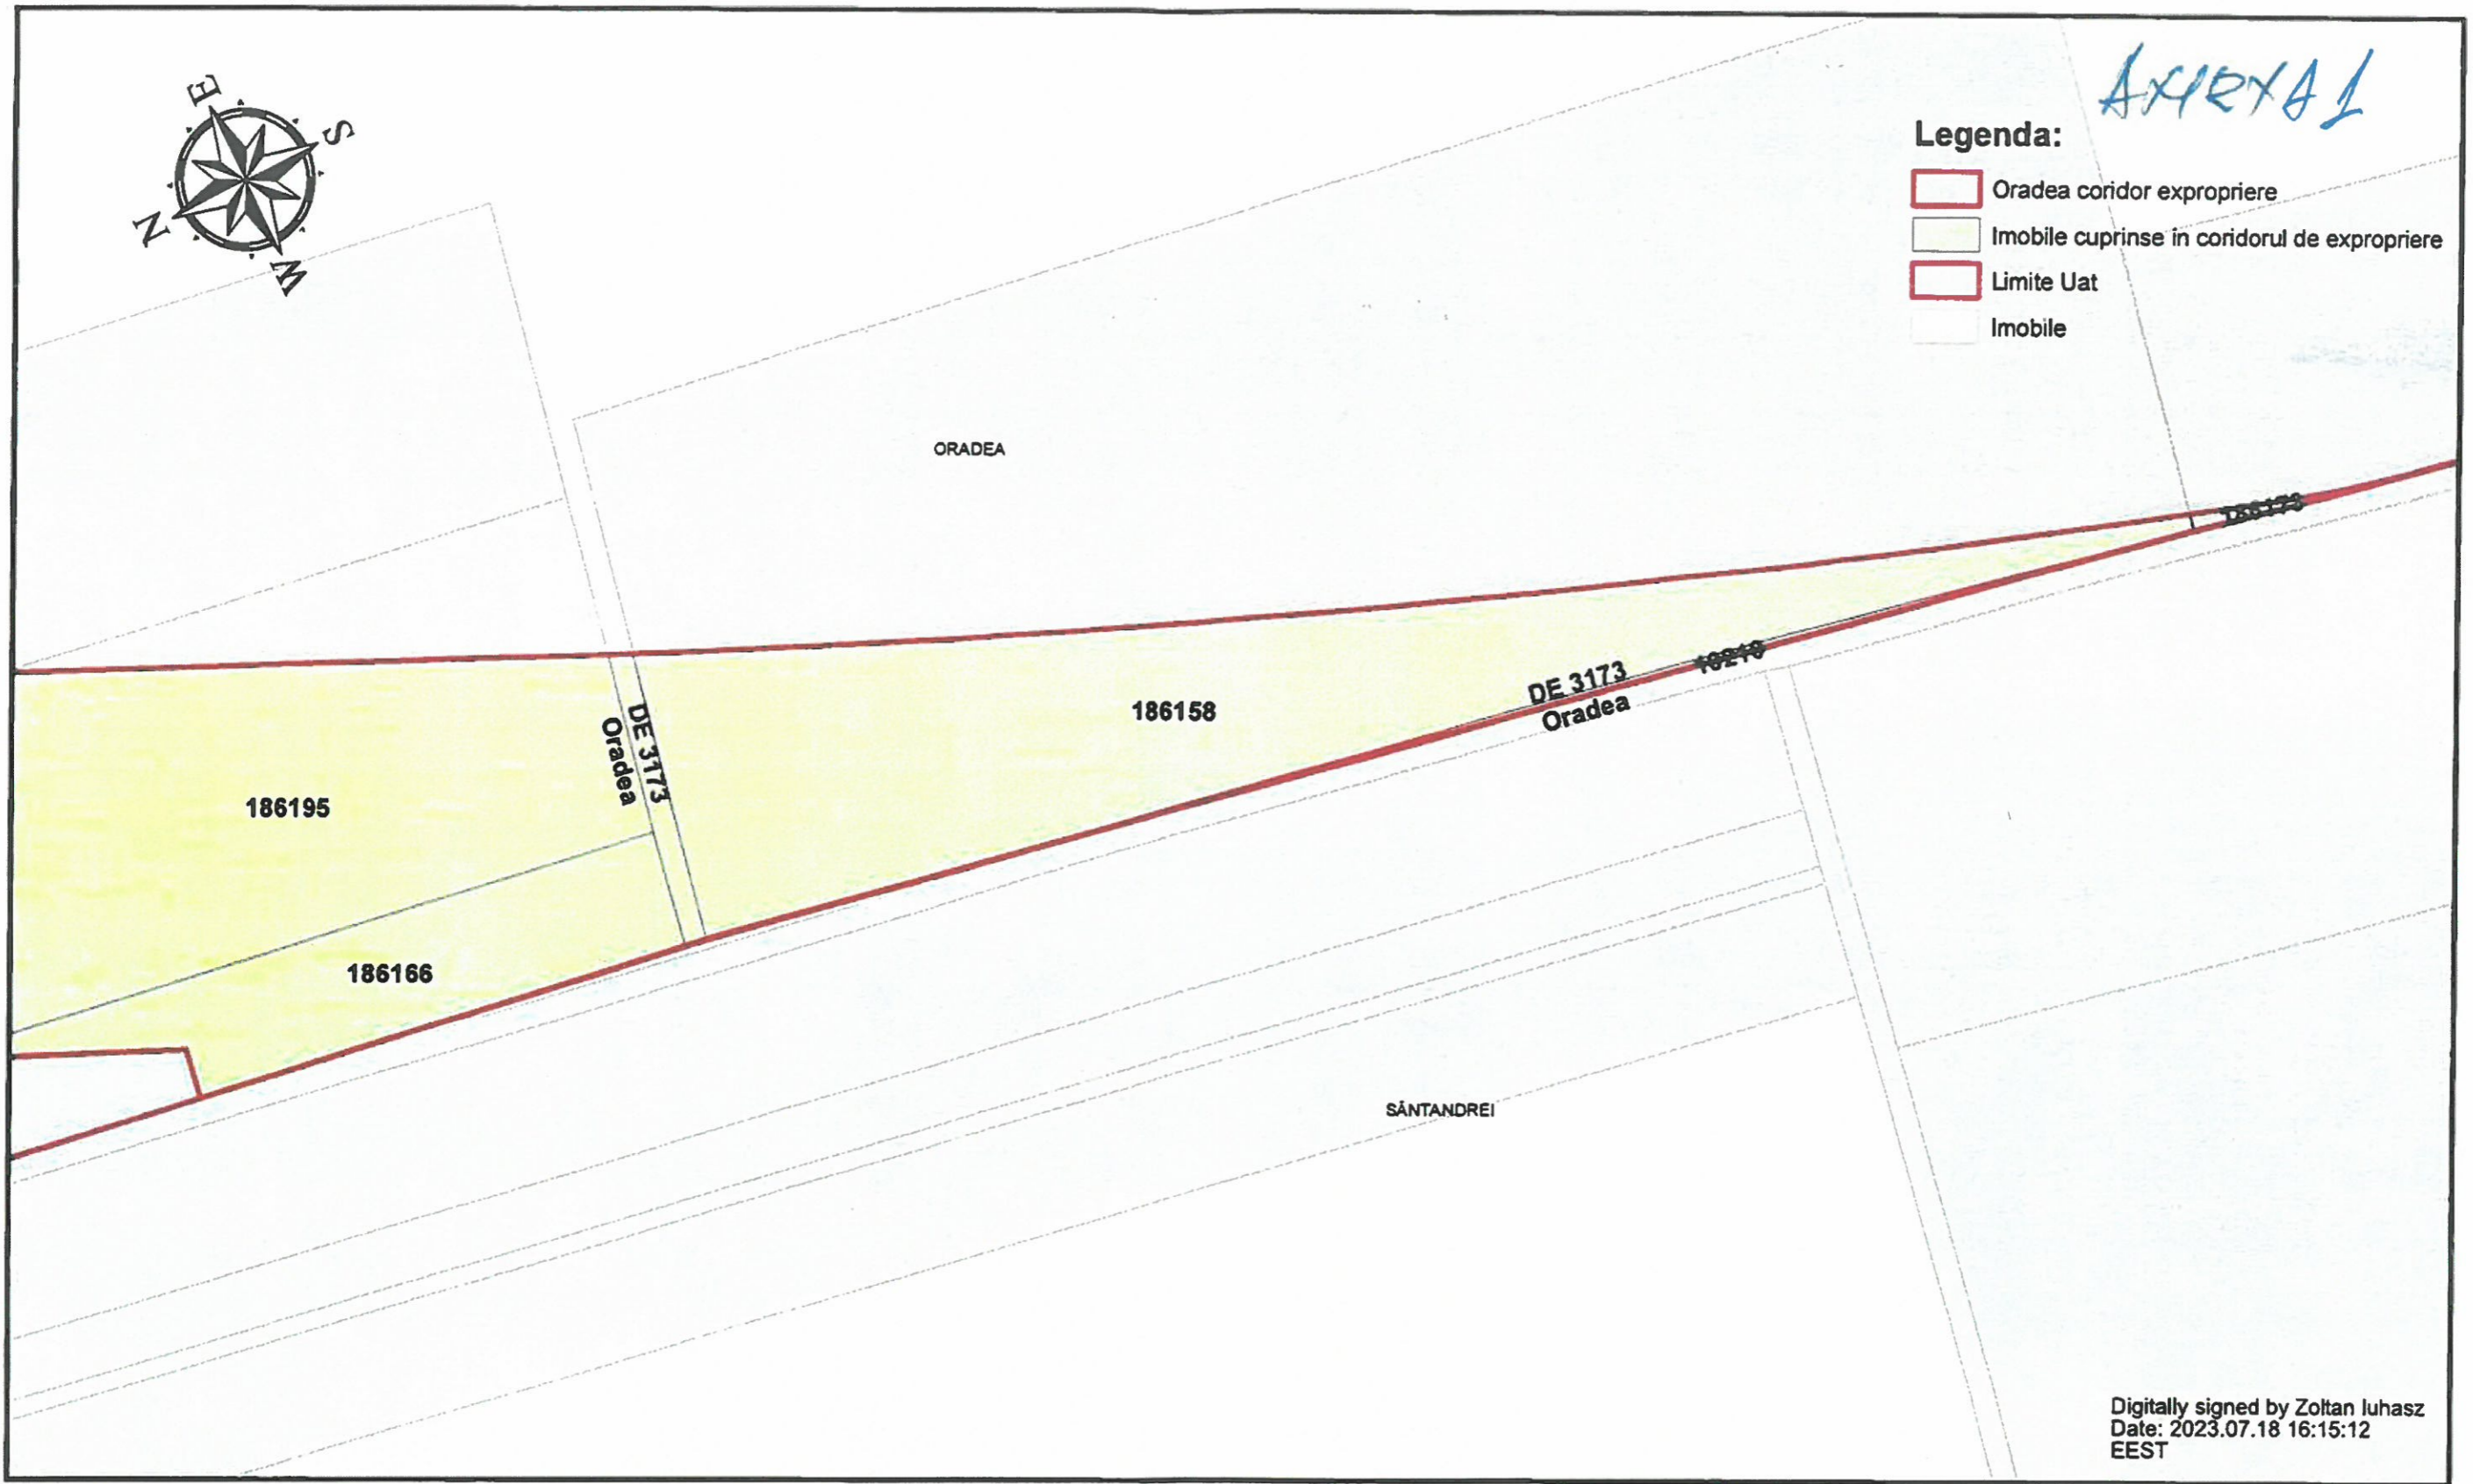 ANEXA 1
E
S
N
W
Legenda:
Oradea coridor expropriere
Imobile cuprinse in coridorul de expropriere
Limite Uat
Imobile
ORADEA
DE 3173
Oradea
186158
DE 3173
Oradea
186195
186166
SÂNTANDREI
Digitally signed by Zoltan Iuhasz
Date: 2023.07.18 16:15:12
EEST